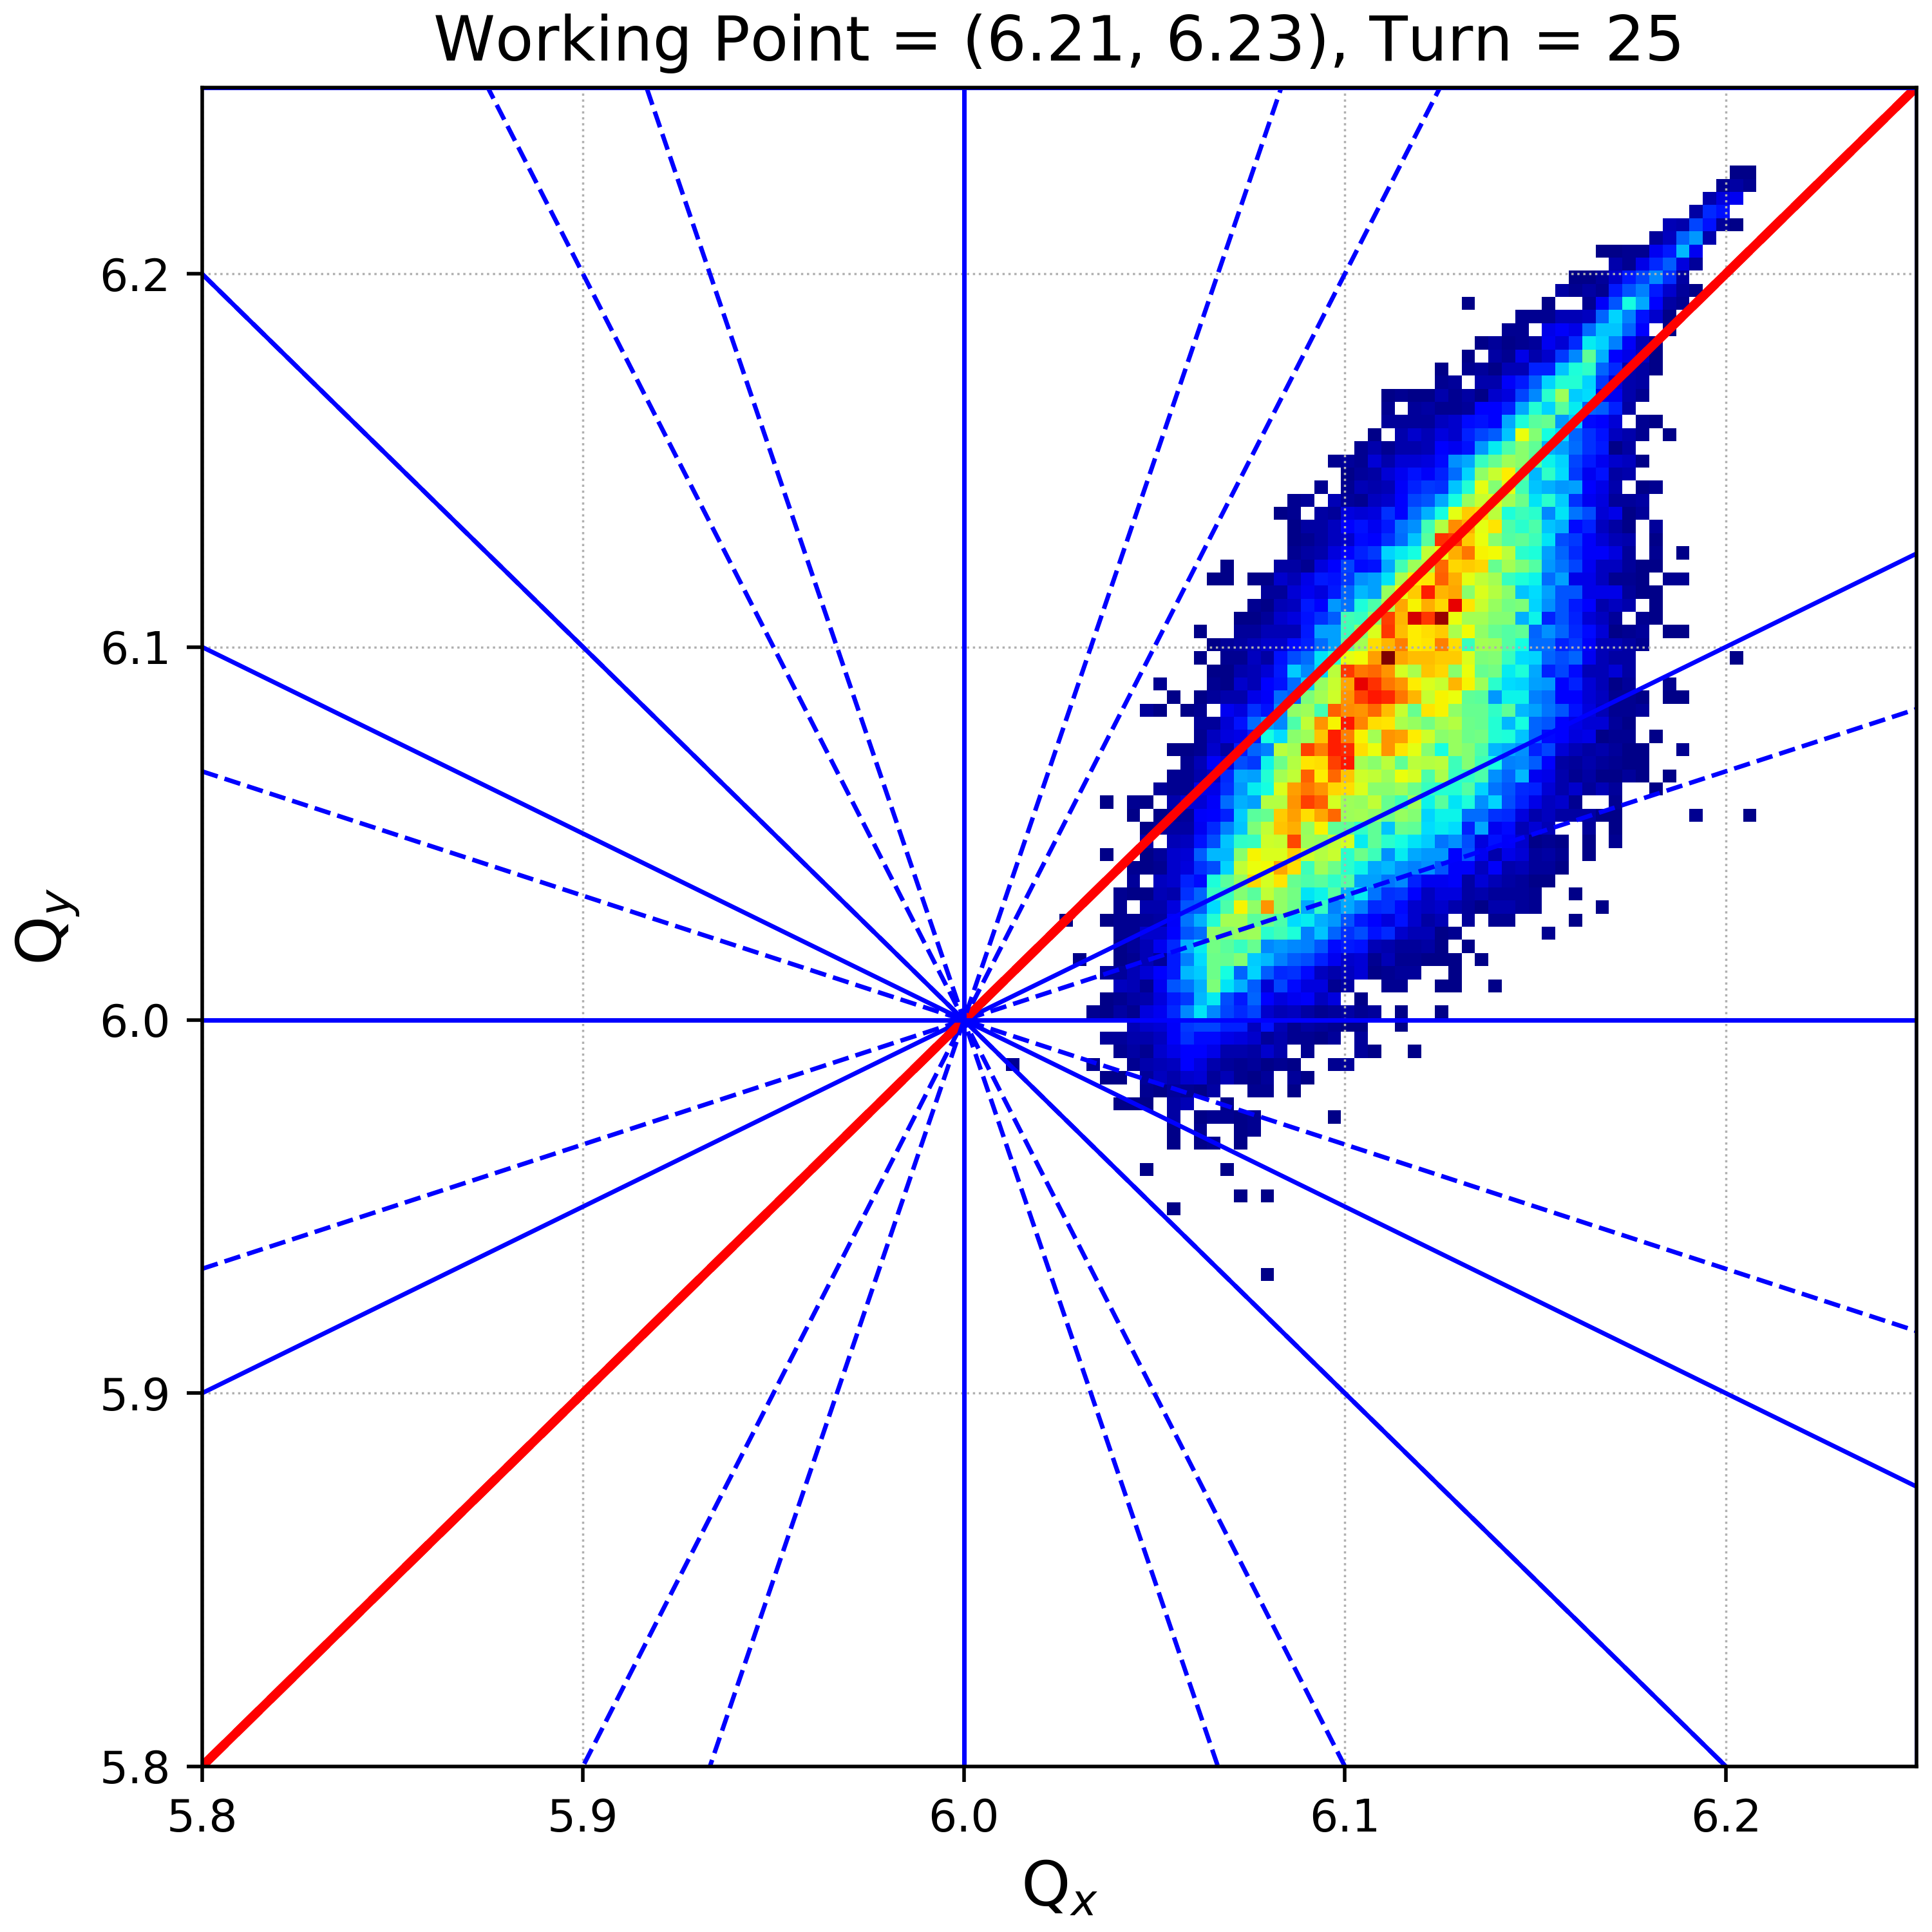 Working Point = (6.21, 6.23), Turn = 25
6.2
6.1
6.0
5.9
5.8
Qy
5.8 5.9 6.0 6.1 6.2
Qx